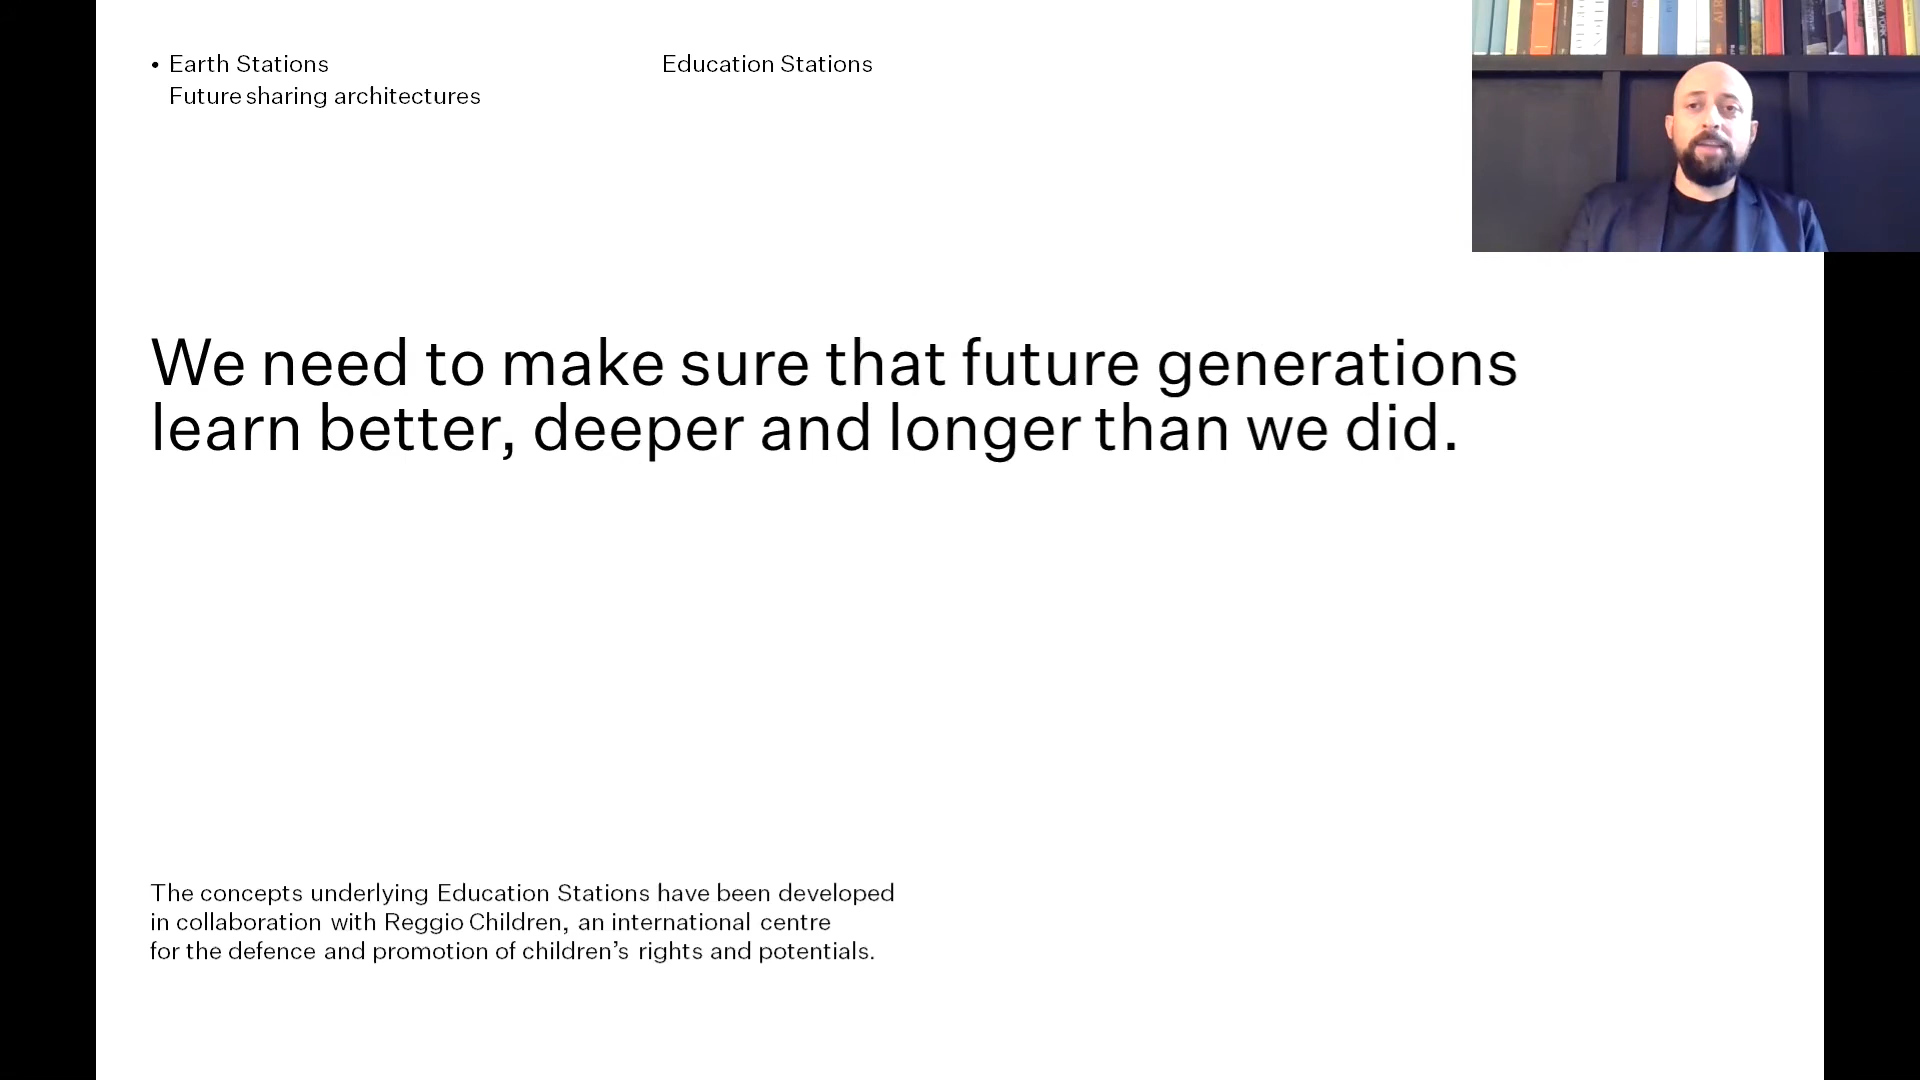 • Earth Stations
Future sharing architectures
Education Stations
We need to make sure that future generations
learn better, deeper and longer than we did.
The concepts underlying Education Stations have been developed
in collaboration with Reggio Children, an international centre
for the defence and promotion of children’s rights and potentials.